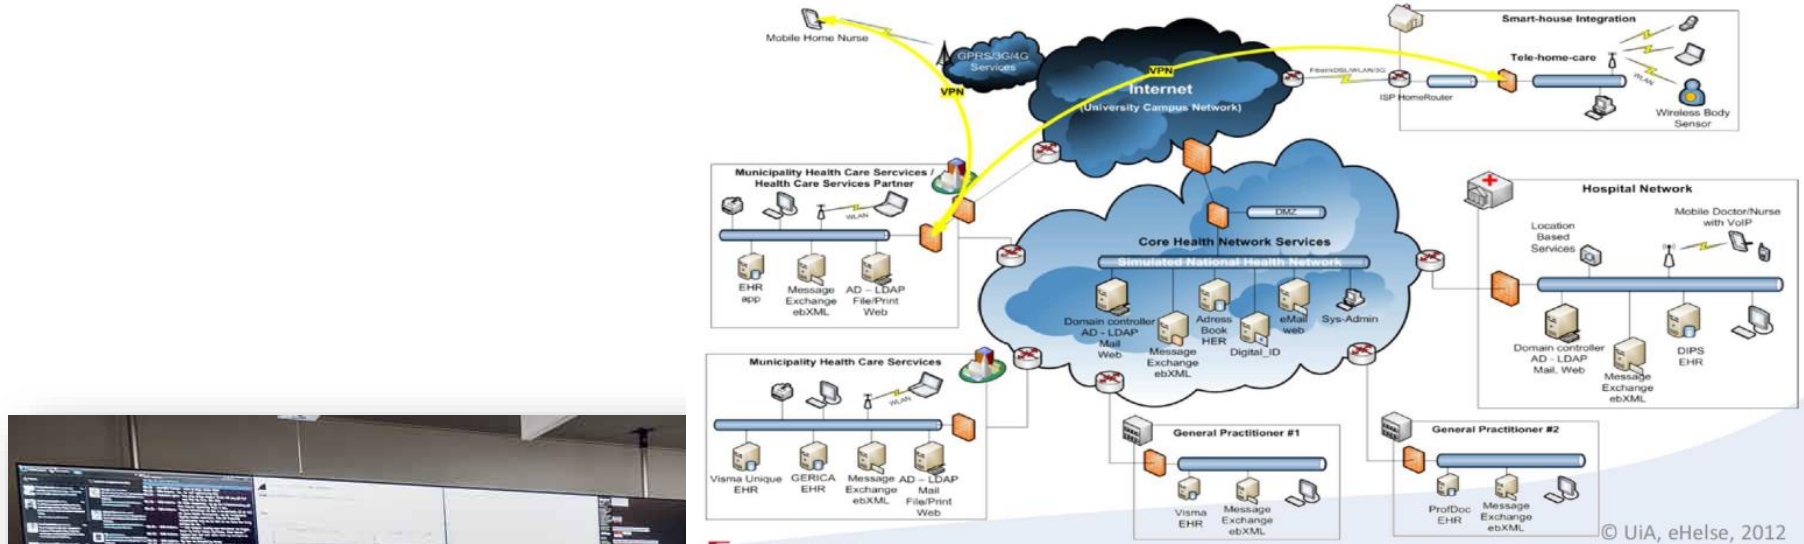 Mobile Home Nurse
GPRS/3G/4G
Services
VPN
VPN
Internet
(University Campus Network)
Smart-house Integration
Tele-home-care
ISP HomeRouter
WLAN
Wireless Body
Sensor
Municipality Health Care Sercvices /
Health Care Services Partner
WLAN
EHR
app
Message
Exchange
ebXML
AD – LDAP
File/Print
Web
DMZ
Core Health Network Services
Simulated National Health Network
Domain controller
AD - LDAP
Mail
Web
Message
Exchange
ebXML
Adress
Book
HER
Digital_ID
eMail
web
Sys-Admin
Hospital Network
Location
Based
Services
Mobile Doctor/Nurse
with VoIP
Domain controller
AD - LDAP
Mail, Web
Message
Exchange
ebXML
DIPS
EHR
Municipality Health Care Sercvices
WLAN
Visma Unique
EHR
GERICA
EHR
Message
Exchange
ebXML
AD – LDAP
Mail
File/Print
Web
General Practitioner #1
Visma
EHR
Message
Exchange
ebXML
General Practitioner #2
ProfDoc
EHR
Message
Exchange
ebXML
© UiA, eHelse, 2012